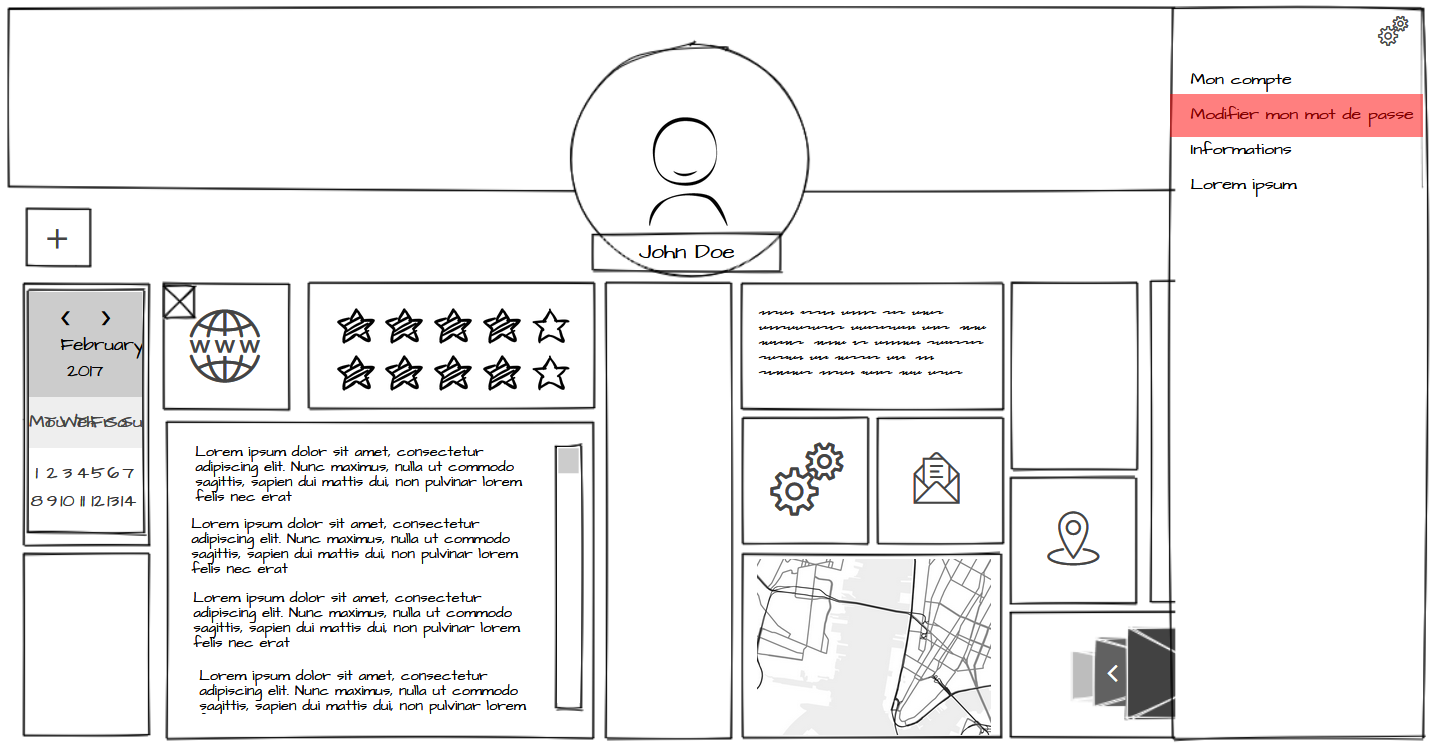 Mon compte
Modifier mon mot de passe
Informations
Lorem ipsum
John Doe
+
February
2017
1 2 3 4 5 6 7
8 9 10 11 12 13 14
WWW
Lorem ipsum dolor sit amet, consectetur
adipiscing elit. Nunc maximus, nulla ut commodo
sagittis, sapien dui mattis dui, non pulvinar lorem
felis nec erat
Lorem ipsum dolor sit amet, consectetur
adipiscing elit. Nunc maximus, nulla ut commodo
sagittis, sapien dui mattis dui, non pulvinar lorem
felis nec erat
Lorem ipsum dolor sit amet, consectetur
adipiscing elit. Nunc maximus, nulla ut commodo
sagittis, sapien dui mattis dui, non pulvinar lorem
felis nec erat
Lorem ipsum dolor sit amet, consectetur
adipiscing elit. Nunc maximus, nulla ut commodo
sagittis, sapien dui mattis dui, non pulvinar lorem